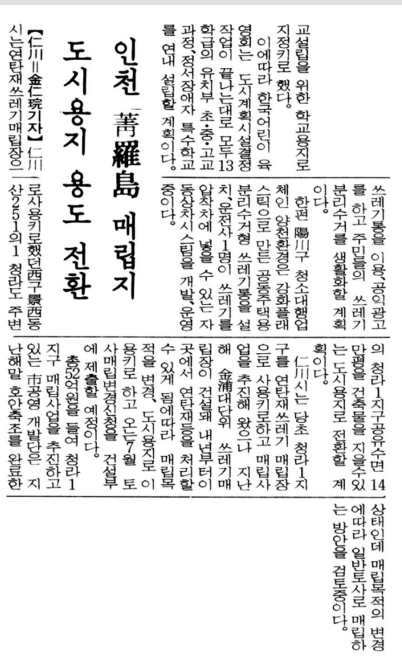 교설립을 위한 학교용지로
지정키로 했다.
이에따라 한국어린이 육
영회는 도시계획시설결정
작업이 끝나는대로 모두13
학급의 유치부 초·중·고교
과정、정서장애자 특수학교
를 연내 설립할 계획이다.
쓰레기통을 이용、공익광고
를 하고 주민들의 쓰레기
분리수거를 생활화할 계획
이다.
한편 陽川구 청소대행업
체인 양천환경은 강화플래
스틱으로 만든 공동주택용
분리수거형 쓰레기통을 설
치、운전사1명이 쓰레기를
압착차에 넣을 수 있는 자
동상차시스팀을 개발、운영
중이다.
인천 「菁羅島 매립지
도시용지 용도 전환
【仁川=金仁琓기자】仁川
시는 연탄재쓰레기매립장으
로사용키로했던西구 景西동
산251의1 청라도 주변
의 청라1지구공유수면 14
만평을 건축물을 지을수있
는 도시용지로 전환할 계
획이다.
仁川시는 당초 청라1지
구를 연탄재쓰레기 매립장
으로 사용키로하고 매립사
업을 추진해 왔으나 지난
해 金浦대단위 쓰레기매
립장이 건설돼 내년부터이
곳에서 연탄재등을 처리할
수 있게 됨에따라 매립목
적을 변경、도시용지로 이
용키로 하고 오는7월 토
사매립변경신청을 건설부
에 제출할 예정이다.
총52억원을 들여 청라1
지구 매립사업을 추진하고
있는 市공영개발단은 지
난해말 호안축조를 완료한
상태인데 매립목적의 변경
에따라 일반토사로 매립하
는 방안을 검토중이다.